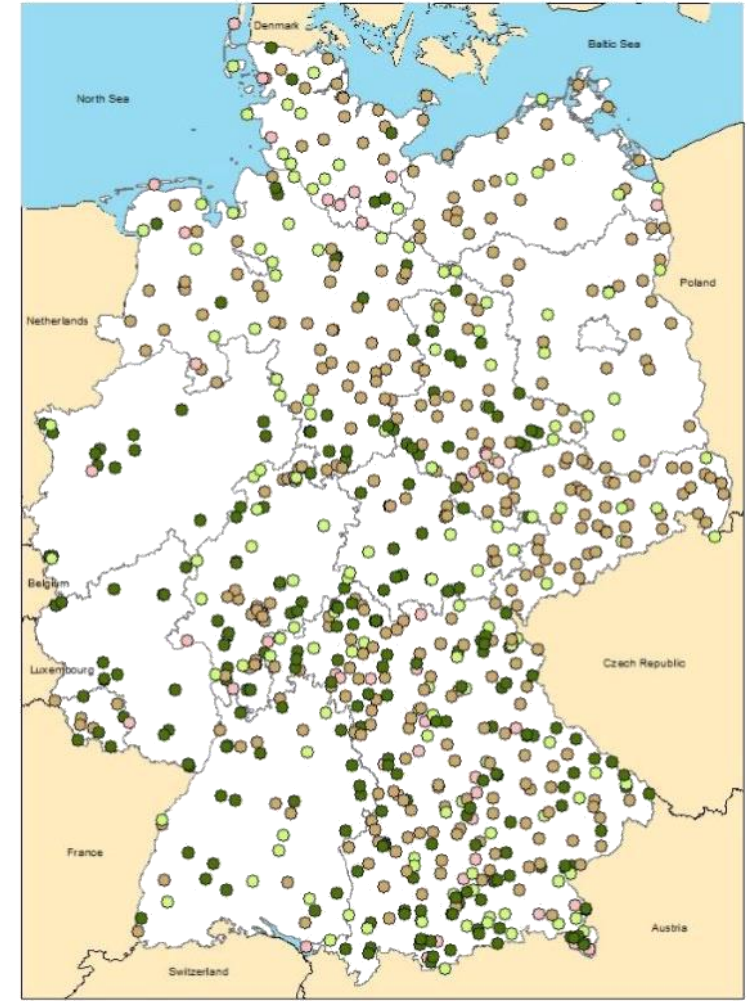 Denmark
Baltic Sea
North Sea
Poland
Netherlands
Belgium
Czech Republic
Luxembourg
France
Austria
Switzerland